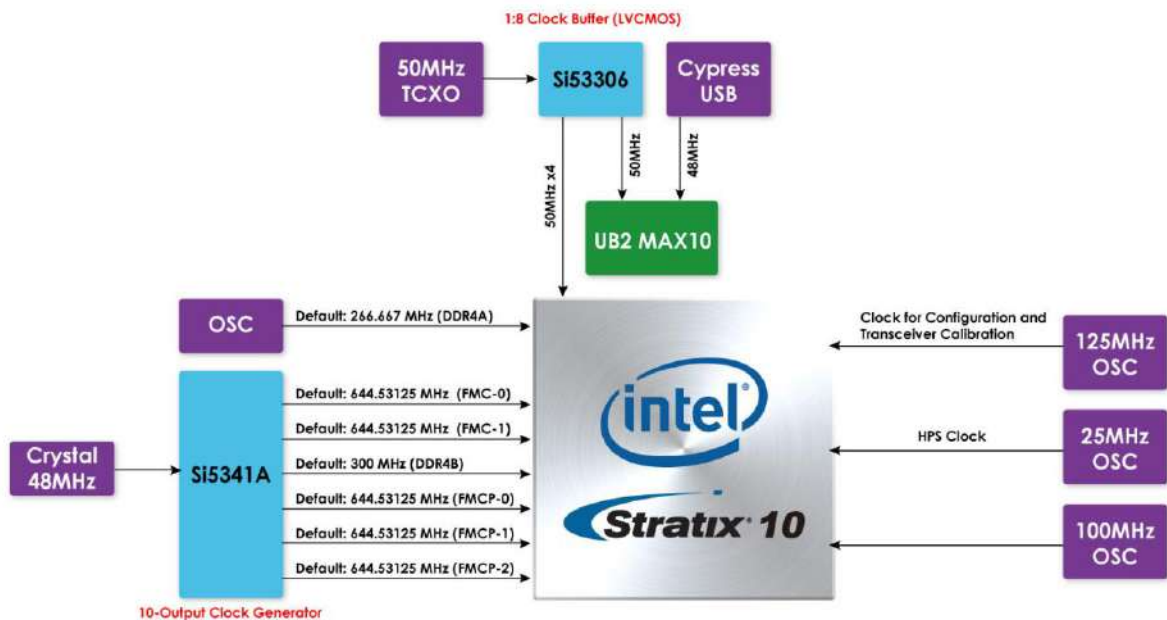 1:8 Clock Buffer (LVCMOS)
50MHz
TCXO
Si53306
Cypress
USB
50MHz x4
50MHz
48MHz
UB2 MAX10
OSC
Default: 266.667 MHz (DDR4A)
Crystal
48MHz
Si5341A
Default: 644.53125 MHz (FMC-0)
Default: 644.53125 MHz (FMC-1)
Default: 300 MHz (DDR4B)
Default: 644.53125 MHz (FMCP-0)
Default: 644.53125 MHz (FMCP-1)
Default: 644.53125 MHz (FMCP-2)
10-Output Clock Generator
intel®
Stratix® 10
Clock for Configuration and
Transceiver Calibration
125MHz
OSC
HPS Clock
25MHz
OSC
100MHz
OSC